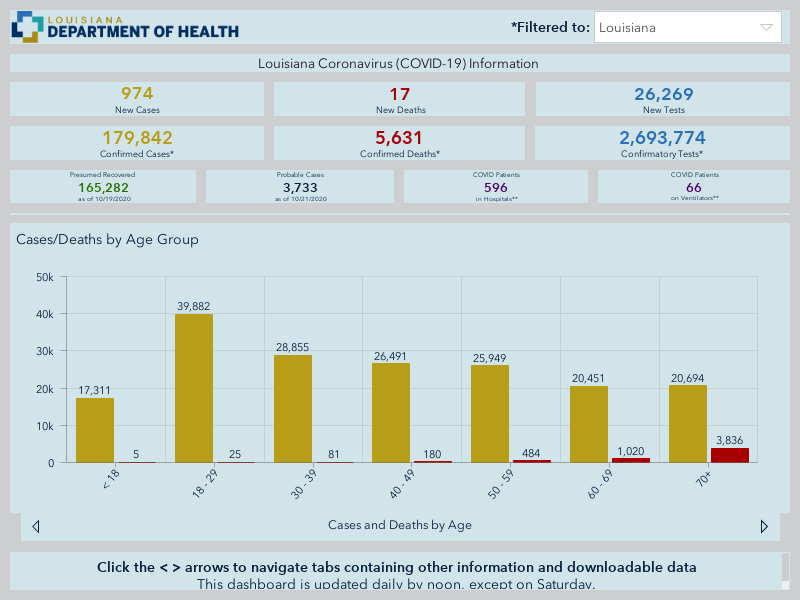 LOUISIANA
DEPARTMENT OF HEALTH
*Filtered to: Louisiana
Louisiana Coronavirus (COVID-19) Information
974
New Cases
17
New Deaths
26,269
New Tests
179,842
Confirmed Cases*
5,631
Confirmed Deaths*
2,693,774
Confirmatory Tests*
Presumed Recovered
165,282
as of 10/19/2020
Probable Cases
3,733
as of 10/21/2020
COVID Patients
596
in Hospitals**
COVID Patients
66
on Ventilators**
Cases/Deaths by Age Group
50k
40k
30k
20k
10k
0
17,311
5
39,882
25
28,855
81
26,491
180
25,949
484
20,451
1,020
20,694
3,836
< 18
18 - 29
30 - 39
40 - 49
50 - 59
60 - 69
70+
Cases and Deaths by Age
Click the < > arrows to navigate tabs containing other information and downloadable data
This dashboard is updated daily by noon, except on Saturday.